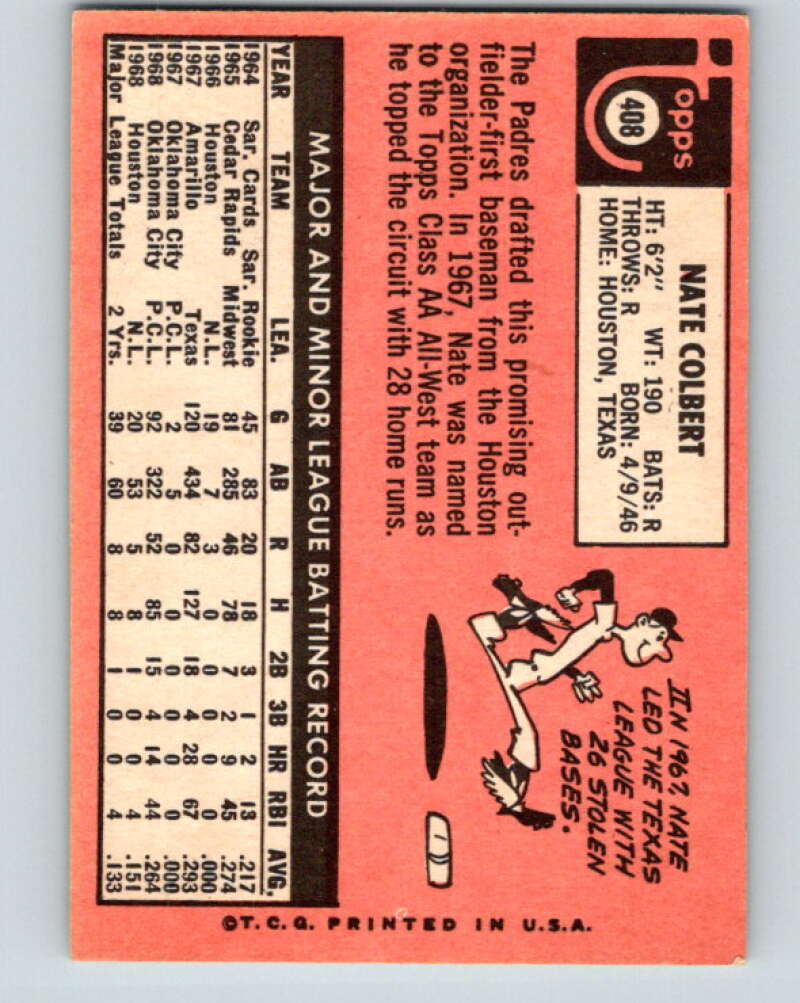 Topps
408
NATE COLBERT
HT: 6'2" WT: 190 BATS: R
THROWS: R BORN: 4/9/46
HOME: HOUSTON, TEXAS
The Padres drafted this promising out-
fielder-first baseman from the Houston
organization. In 1967, Nate was named
to the Topps Class AA All-West team as
he topped the circuit with 28 home runs.
IN 1967, NATE
LED THE TEXAS
LEAGUE WITH
26 STOLEN
BASES.
MAJOR AND MINOR LEAGUE BATTING RECORD
YEAR TEAM LEA. G AB R H 2B 3B HR RBI AVG.
1964 Sar. Cards Sar. Rookie 45 83 20 18 3 1 2 13 .217
1965 Cedar Rapids Midwest 81 285 46 78 7 2 9 45 .274
1966 Houston N.L. 19 7 3 0 0 0 0 0 .000
1967 Amarillo Texas 120 434 82 127 18 4 28 67 .293
1967 Oklahoma City P.C.L. 2 5 0 0 0 0 0 0 .000
1968 Oklahoma City P.C.L. 92 322 52 85 15 4 14 44 .264
1968 Houston N.L. 20 53 5 8 1 0 0 4 .151
Major League Totals 2 Yrs. 39 60 8 8 1 0 0 4 .133
©T.C.G. PRINTED IN U.S.A.